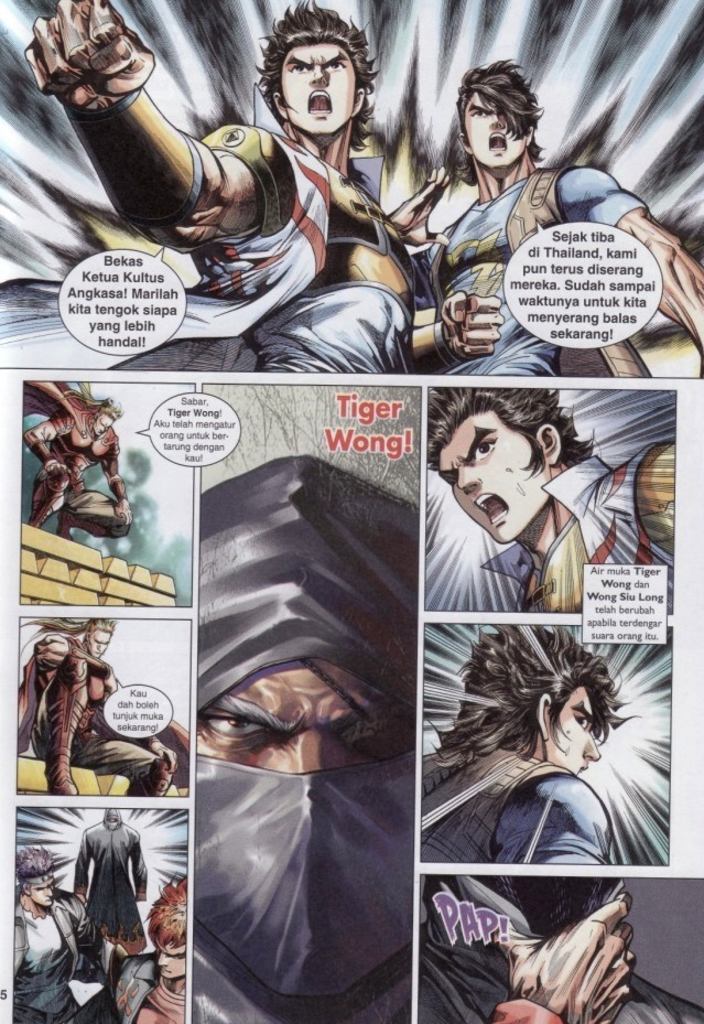 Bekas
Ketua Kultus
Angkasa! Marilah
kita tengok siapa
yang lebih
handal!
Sejak tiba
di Thailand, kami
pun terus diserang
mereka. Sudah sampai
waktunya untuk kita
menyerang balas
sekarang!
Sabar,
Tiger Wong!
Aku telah mengatur
orang untuk ber-
tarung dengan
kau!
Kau
dah boleh
tunjuk muka
sekarang!
Tiger
Wong!
Air muka Tiger
Wong dan
Wong Siu Long
telah berubah
apabila terdengar
suara orang itu.
PAP!
5